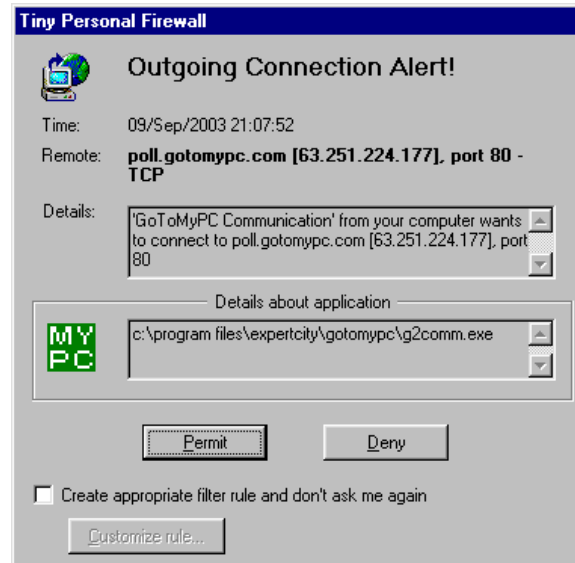 Tiny Personal Firewall
Outgoing Connection Alert!
Time: 09/Sep/2003 21:07:52
Remote: poll.gotomypc.com [63.251.224.177], port 80 -
TCP
Details: 'GoToMyPC Communication' from your computer wants
to connect to poll.gotomypc.com [63.251.224.177], port
80
Details about application
MY
PC
c:\program files\expertcity\gotomypc\g2comm.exe
Permit Deny
Create appropriate filter rule and don't ask me again
Customize rule...